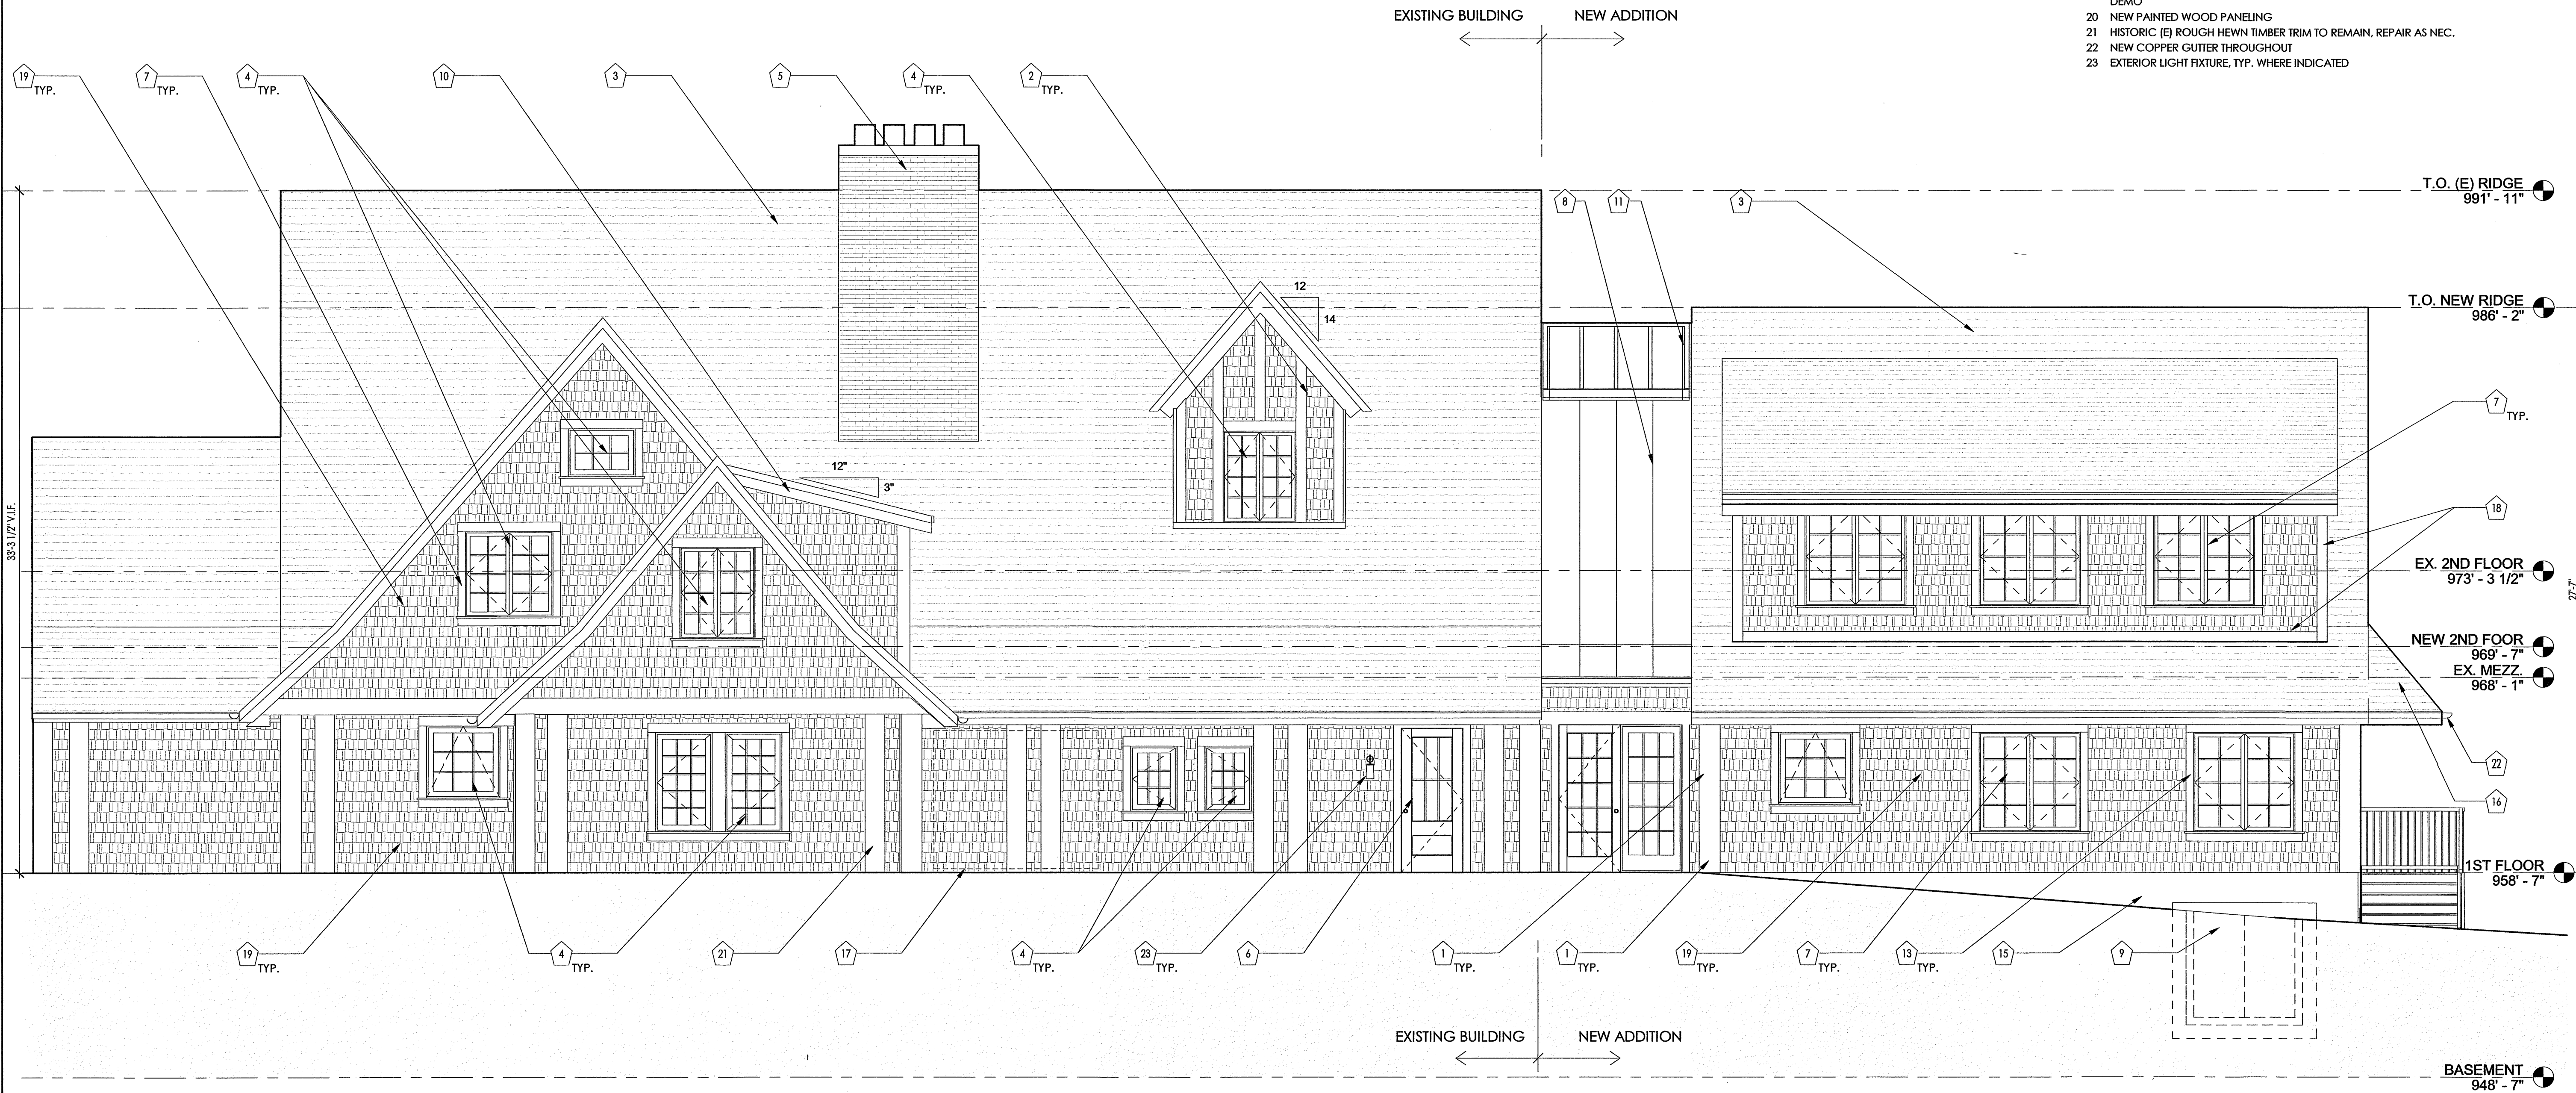 DEMO
20 NEW PAINTED WOOD PANELING
21 HISTORIC (E) ROUGH HEWN TIMBER TRIM TO REMAIN, REPAIR AS NEC.
22 NEW COPPER GUTTER THROUGHOUT
23 EXTERIOR LIGHT FIXTURE, TYP. WHERE INDICATED
EXISTING BUILDING NEW ADDITION
19 TYP.
7 TYP.
4 TYP.
10
3
5
4 TYP.
2 TYP.
T.O. (E) RIDGE
991' - 11"
8
11
3
12
14
T.O. NEW RIDGE
986' - 2"
7 TYP.
12"
3"
18
33'-3 1/2" V.I.F.
EX. 2ND FLOOR
973' - 3 1/2"
27'-7"
NEW 2ND FOOR
969' - 7"
EX. MEZZ.
968' - 1"
22
16
1ST FLOOR
958' - 7"
19 TYP.
4 TYP.
21
17
4 TYP.
23 TYP.
6
1 TYP.
1 TYP.
19 TYP.
7 TYP.
13 TYP.
15
9
EXISTING BUILDING NEW ADDITION
BASEMENT
948' - 7"